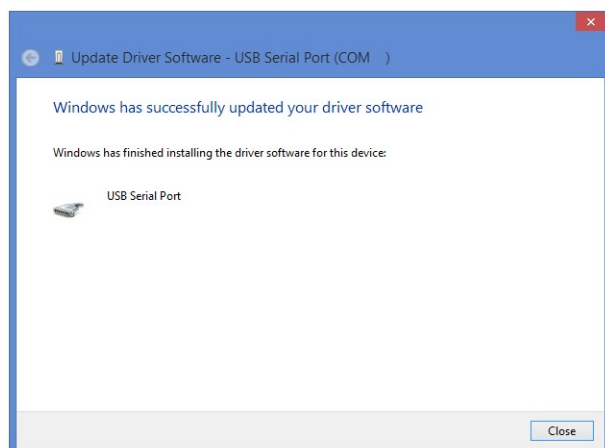 Update Driver Software - USB Serial Port (COM    )
Windows has successfully updated your driver software
Windows has finished installing the driver software for this device:
USB Serial Port
Close